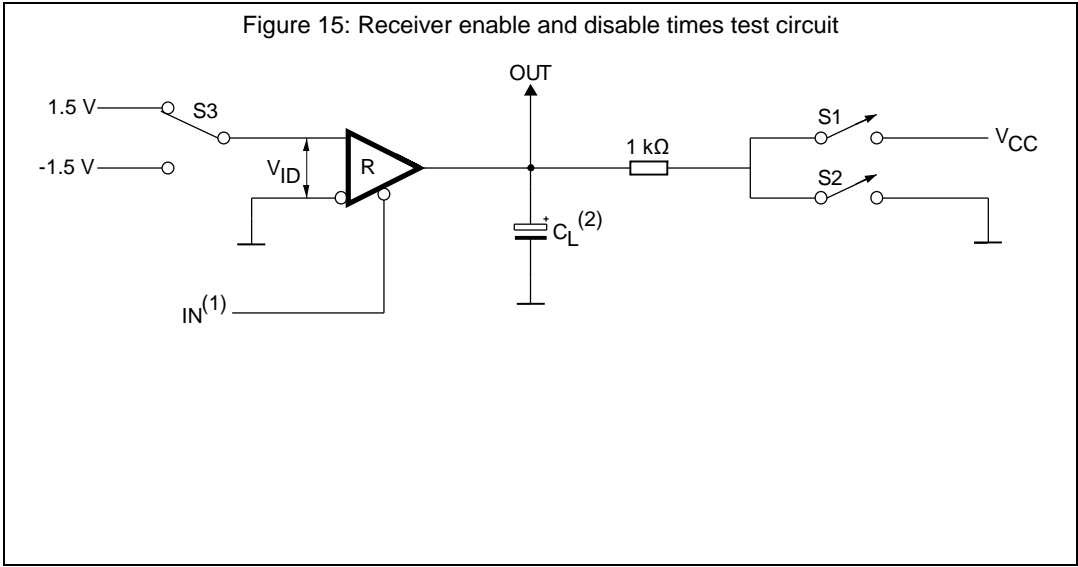 Figure 15: Receiver enable and disable times test circuit
OUT
1.5 V
S3
S1
1 kΩ
VCC
-1.5 V
VID
R
S2
+
CL(2)
IN(1)